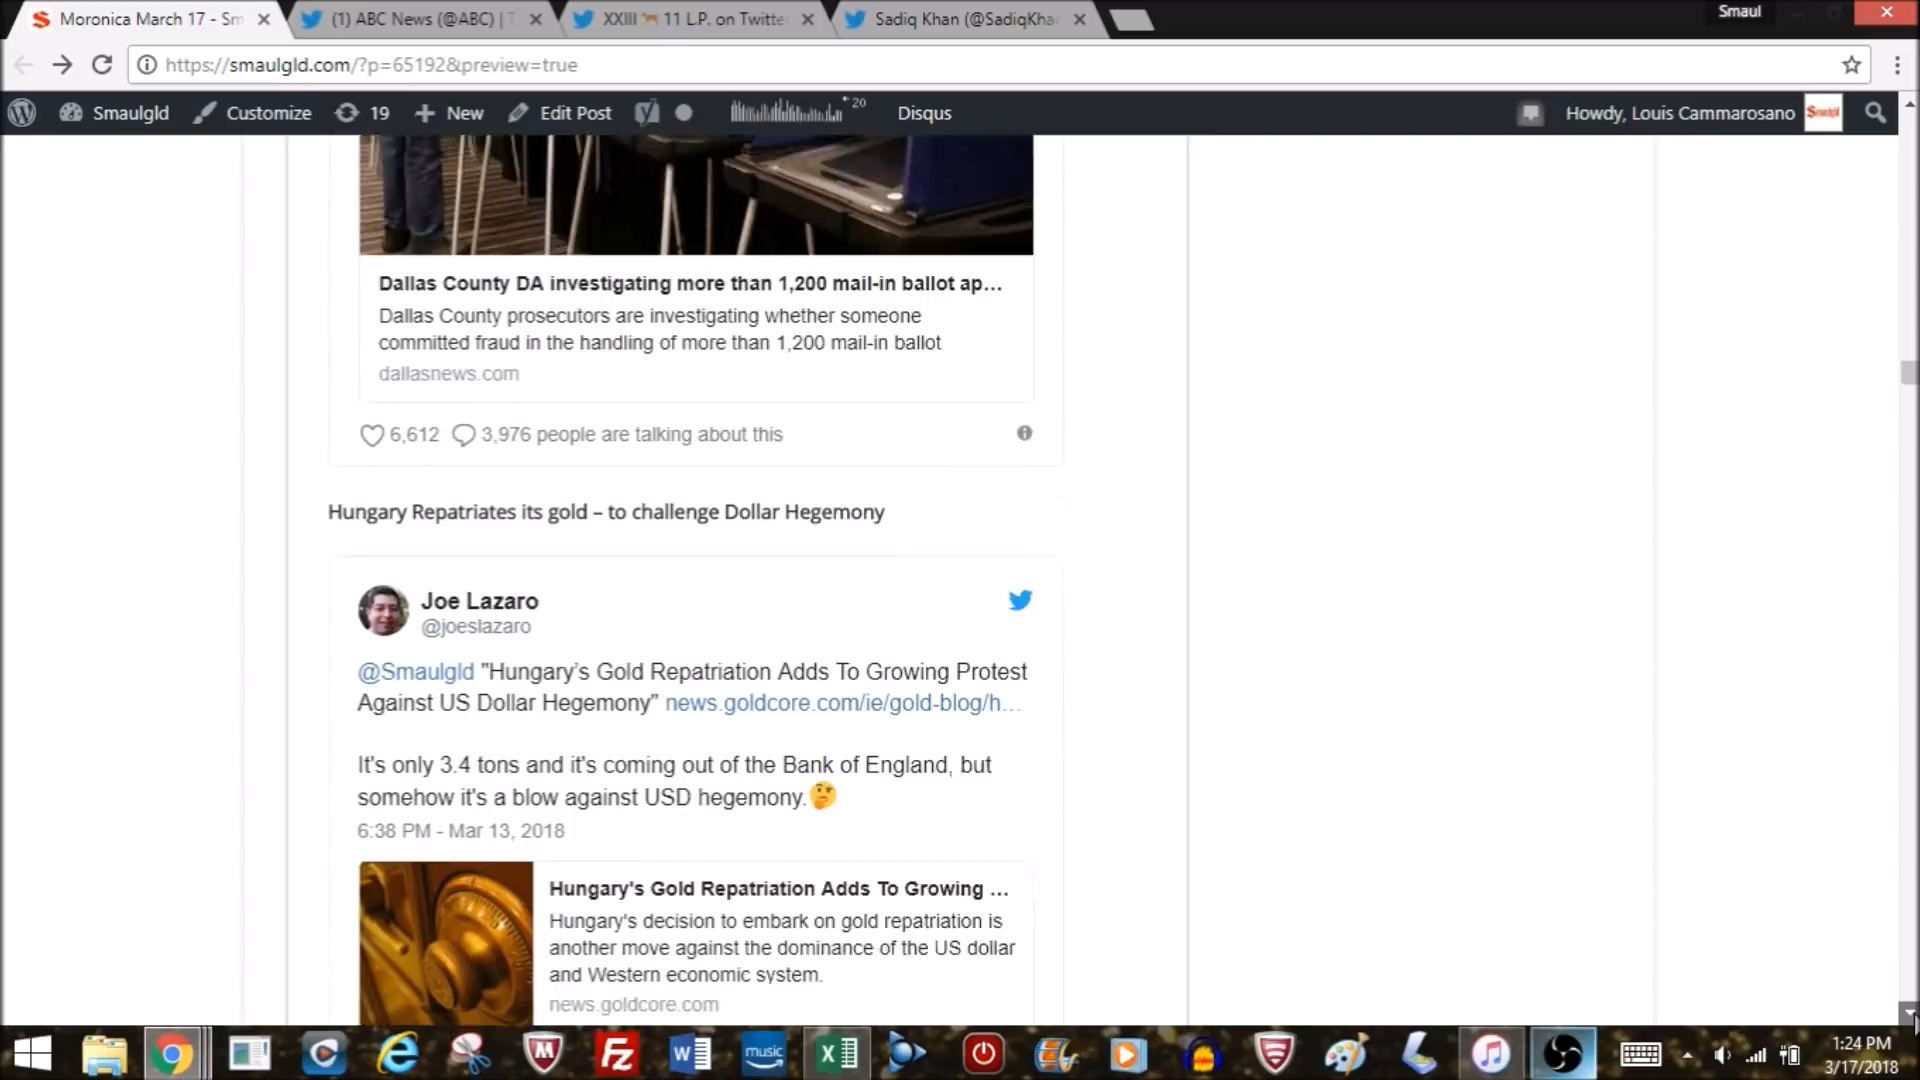 Moronica March 17 - Sm
(1) ABC News (@ABC) | T
XXIII 11 L.P. on Twitte
Sadiq Khan (@SadiqKhan
Smaul
https://smaulgld.com/?p=65192&preview=true
Smaulgld
Customize
19
New
Edit Post
20
Disqus
Howdy, Louis Cammarosano
Smaulgld
Dallas County DA investigating more than 1,200 mail-in ballot ap...
Dallas County prosecutors are investigating whether someone
committed fraud in the handling of more than 1,200 mail-in ballot
dallasnews.com
6,612 3,976 people are talking about this
Hungary Repatriates its gold – to challenge Dollar Hegemony
Joe Lazaro
@joeslazaro
@Smaulgld "Hungary's Gold Repatriation Adds To Growing Protest
Against US Dollar Hegemony" news.goldcore.com/ie/gold-blog/h…
It's only 3.4 tons and it's coming out of the Bank of England, but
somehow it's a blow against USD hegemony.🤔
6:38 PM - Mar 13, 2018
Hungary's Gold Repatriation Adds To Growing ...
Hungary's decision to embark on gold repatriation is
another move against the dominance of the US dollar
and Western economic system.
news.goldcore.com
music
1:24 PM
3/17/2018